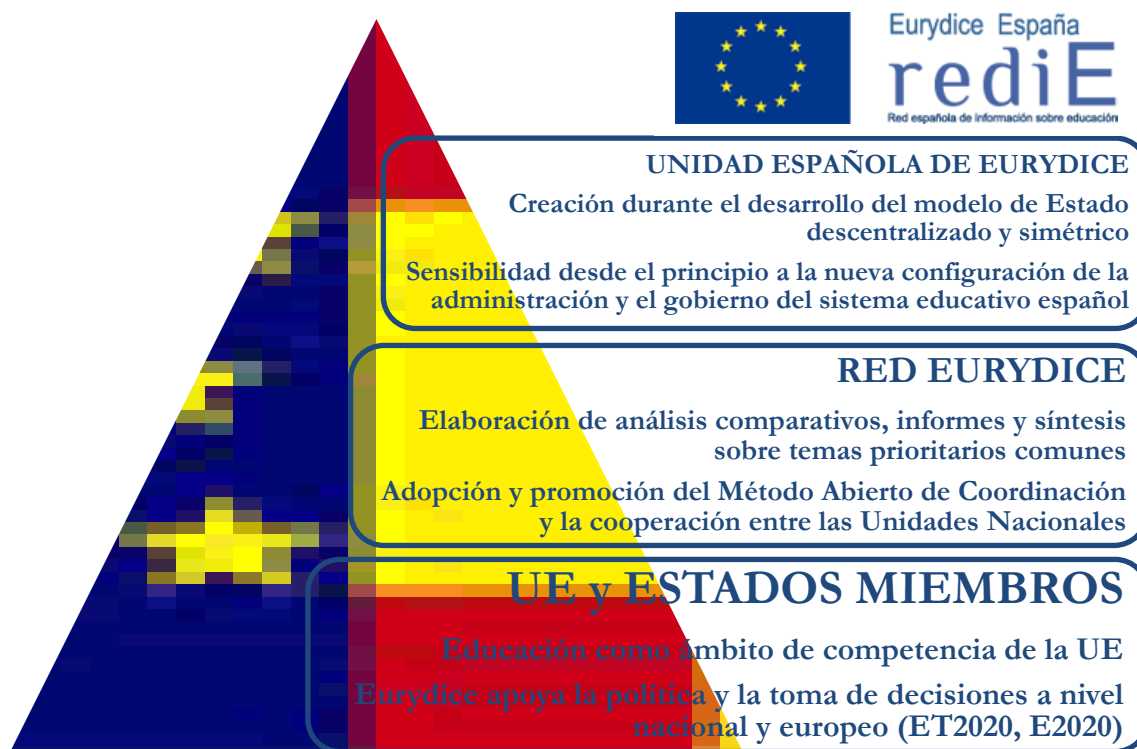 Eurydice España
rediE
Red española de información sobre educación
UNIDAD ESPAÑOLA DE EURYDICE
Creación durante el desarrollo del modelo de Estado
descentralizado y simétrico
Sensibilidad desde el principio a la nueva configuración de la
administración y el gobierno del sistema educativo español
RED EURYDICE
Elaboración de análisis comparativos, informes y síntesis
sobre temas prioritarios comunes
Adopción y promoción del Método Abierto de Coordinación
y la cooperación entre las Unidades Nacionales
UE y ESTADOS MIEMBROS
Educación como ámbito de competencia de la UE
Eurydice apoya la política y la toma de decisiones a nivel
nacional y europeo (ET2020, E2020)